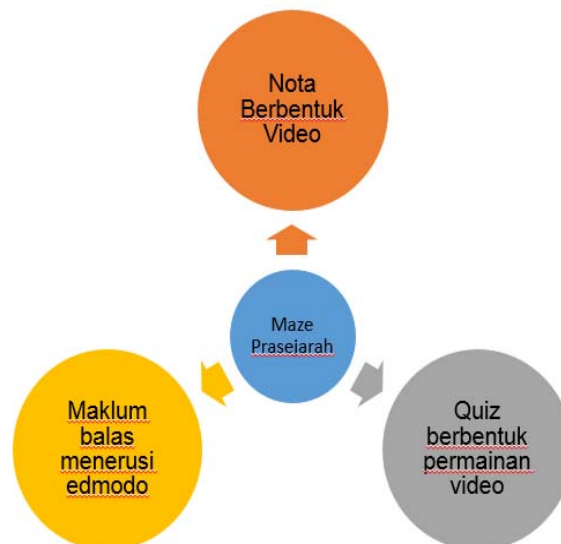 Nota
Berbentuk
Video
Maze
Prasejarah
Maklum
balas
menerusi
edmodo
Quiz
berbentuk
permainan
video